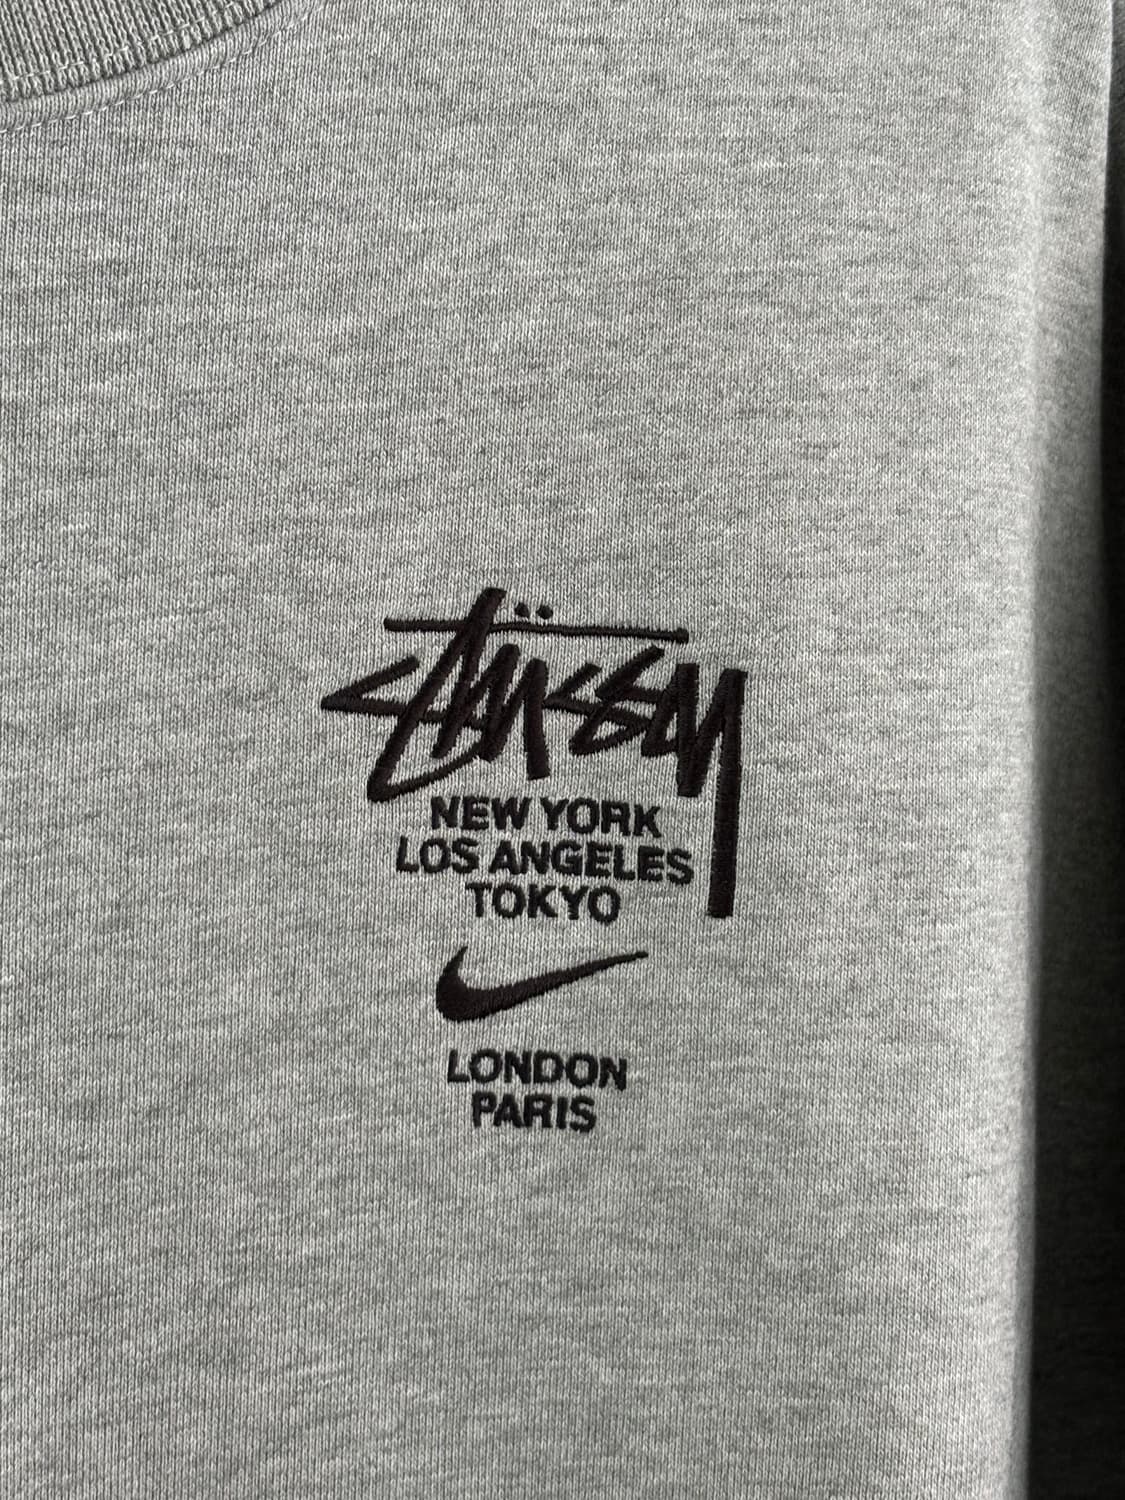 Stüssy
NEW YORK
LOS ANGELES
TOKYO
LONDON
PARIS